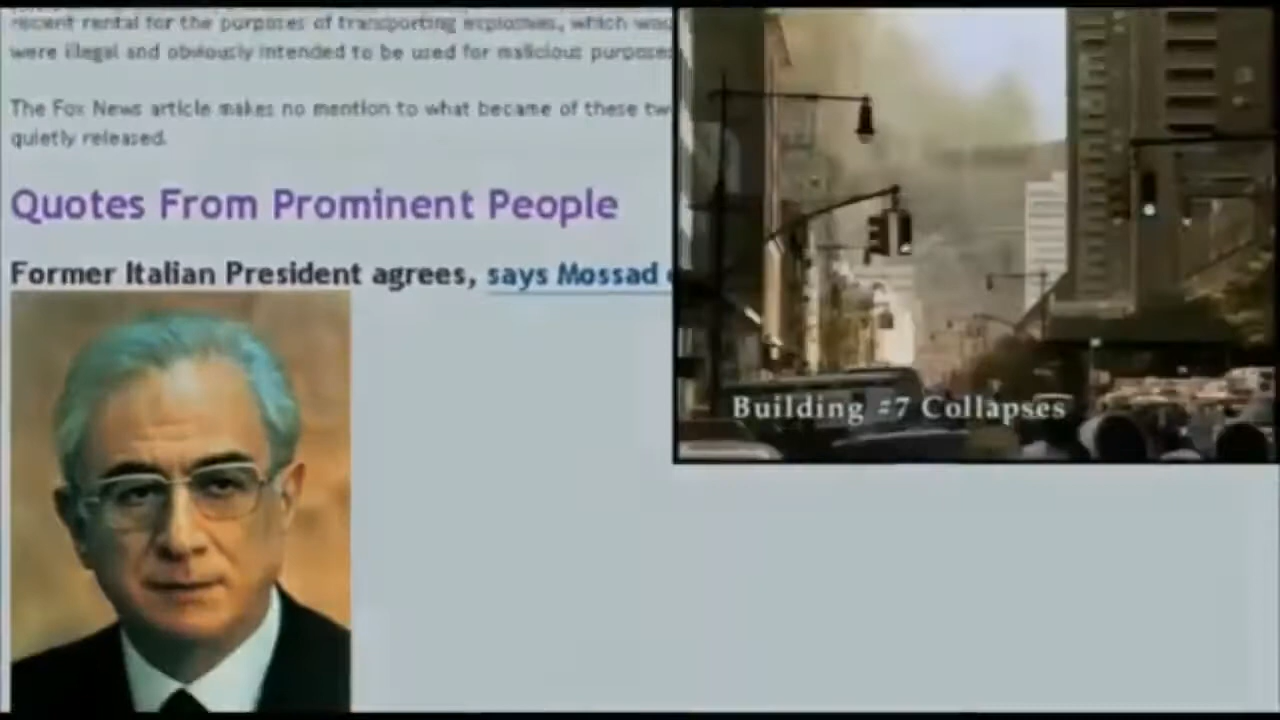 recent rental for the purposes of transporting explosives, which was
were illegal and obviously intended to be used for malicious purposes
The Fox News article makes no mention to what became of these tw
quietly released.
Quotes From Prominent People
Former Italian President agrees, says Mossad
Building #7 Collapses